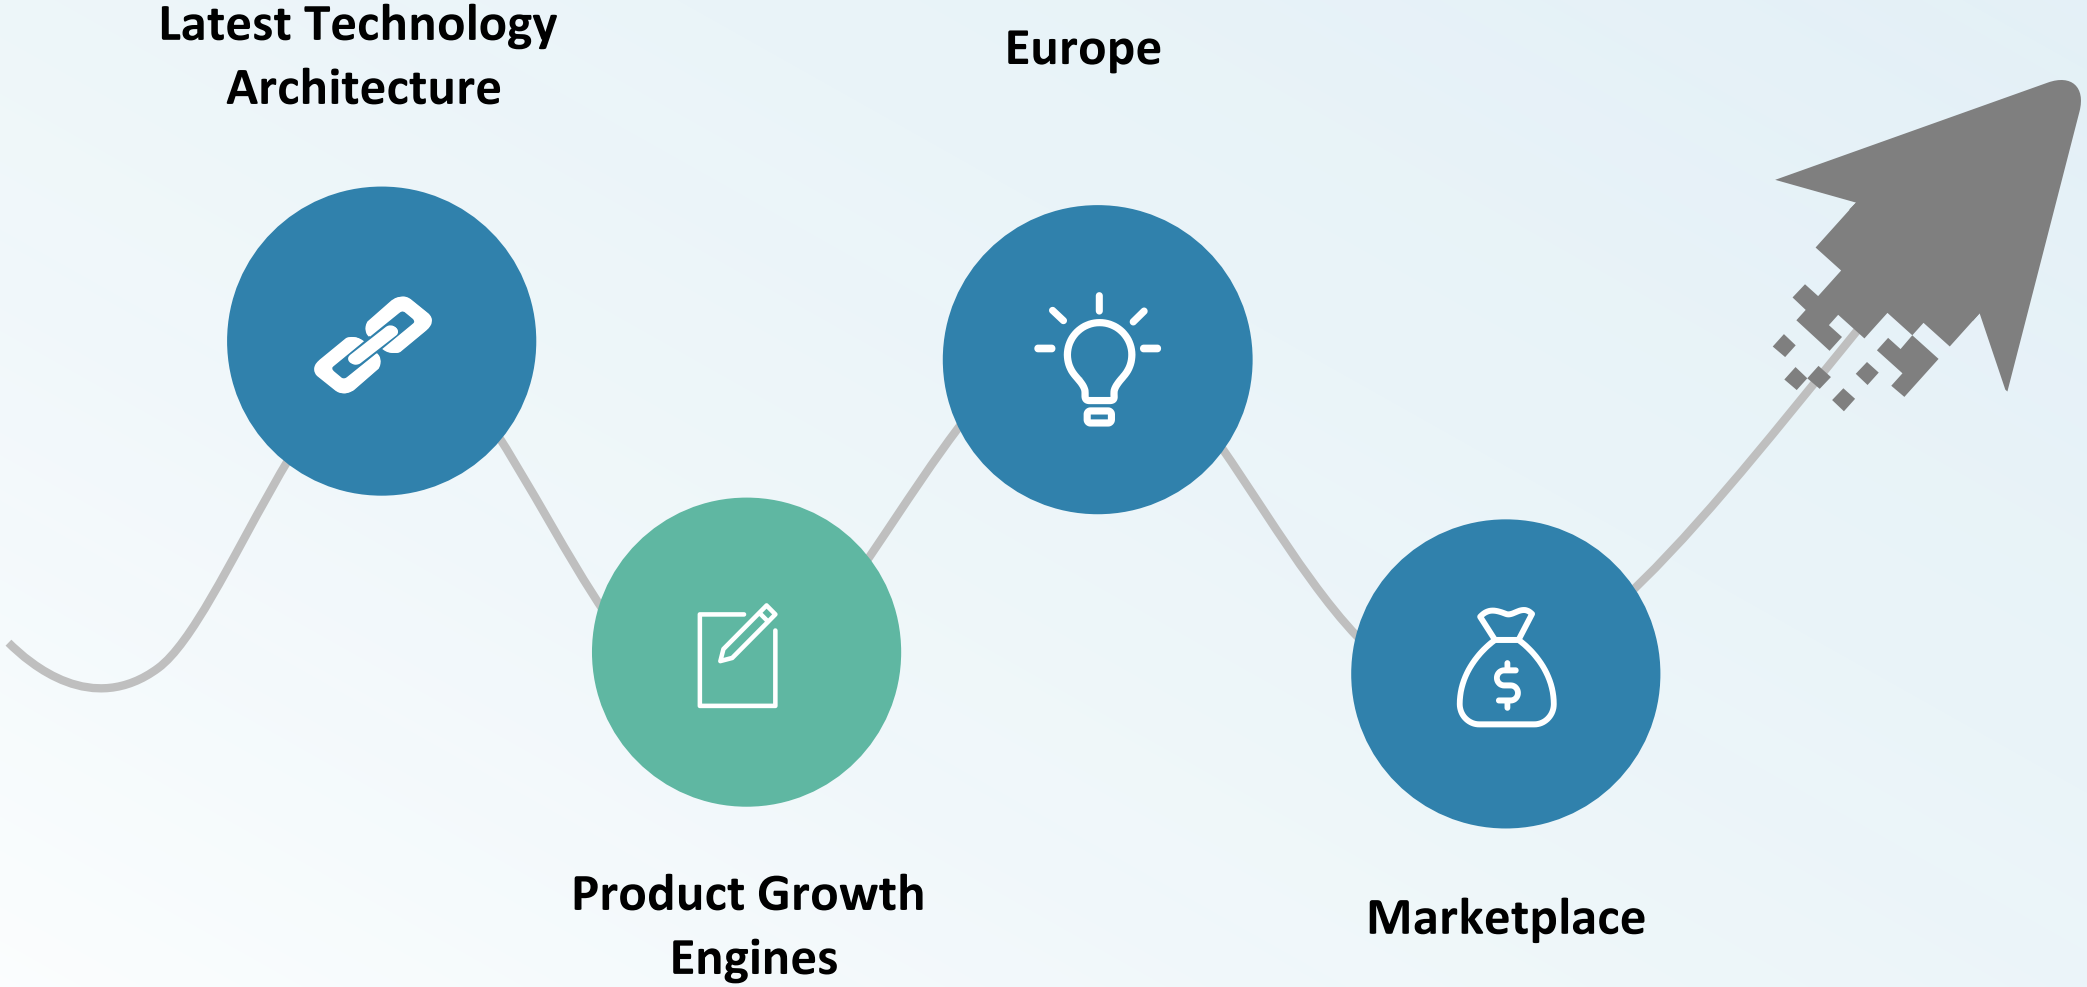 Latest Technology
Architecture
Europe
$
Product Growth
Engines
Marketplace